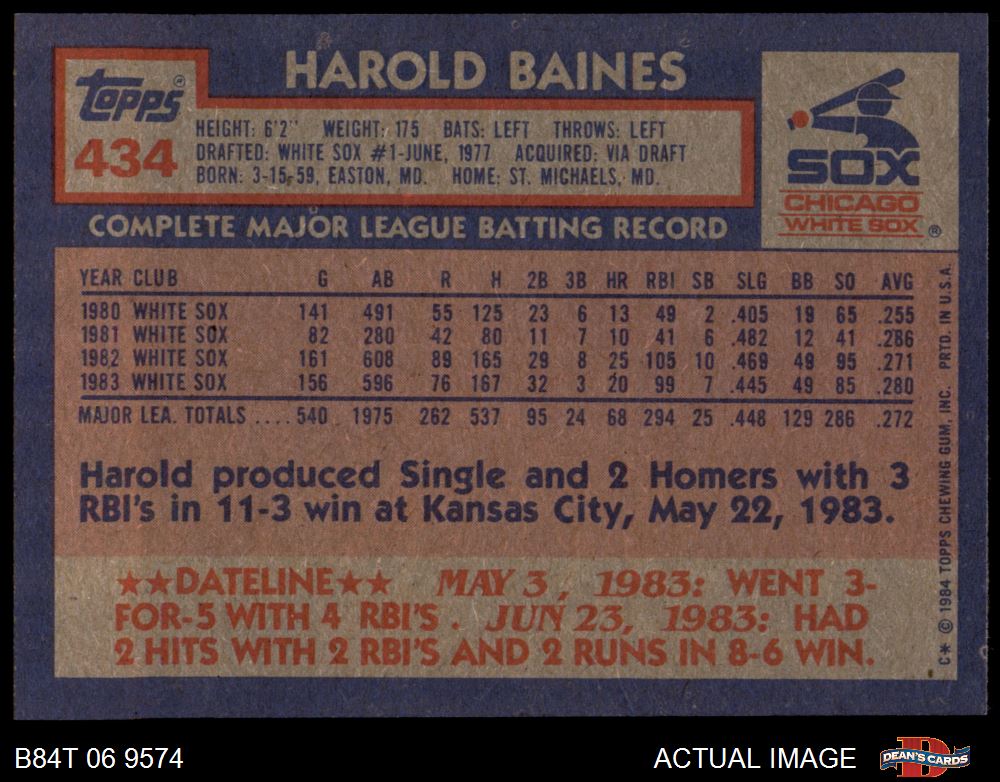 HAROLD BAINES
TOPPS®
434
HEIGHT: 6'2" WEIGHT: 175 BATS: LEFT THROWS: LEFT
DRAFTED: WHITE SOX #1-JUNE, 1977 ACQUIRED: VIA DRAFT
BORN: 3-15-59, EASTON, MD. HOME: ST. MICHAELS, MD.
SOX
CHICAGO
WHITE SOX ®
COMPLETE MAJOR LEAGUE BATTING RECORD
YEAR CLUB G AB R H 2B 3B HR RBI SB SLG BB SO AVG
1980 WHITE SOX 141 491 55 125 23 6 13 49 2 .405 19 65 .255
1981 WHITE SOX 82 280 42 80 11 7 10 41 6 .482 12 41 .286
1982 WHITE SOX 161 608 89 165 29 8 25 105 10 .469 49 95 .271
1983 WHITE SOX 156 596 76 167 32 3 20 99 7 .445 49 85 .280
MAJOR LEA. TOTALS .... 540 1975 262 537 95 24 68 294 25 .448 129 286 .272
Harold produced Single and 2 Homers with 3
RBI's in 11-3 win at Kansas City, May 22, 1983.
★★DATELINE★★ MAY 3, 1983: WENT 3-
FOR-5 WITH 4 RBI'S. JUN 23, 1983: HAD
2 HITS WITH 2 RBI'S AND 2 RUNS IN 8-6 WIN.
C* © 1984 TOPPS CHEWING GUM, INC. PRTD. IN U.S.A.
B84T 06 9574
ACTUAL IMAGE
DEAN'S CARDS